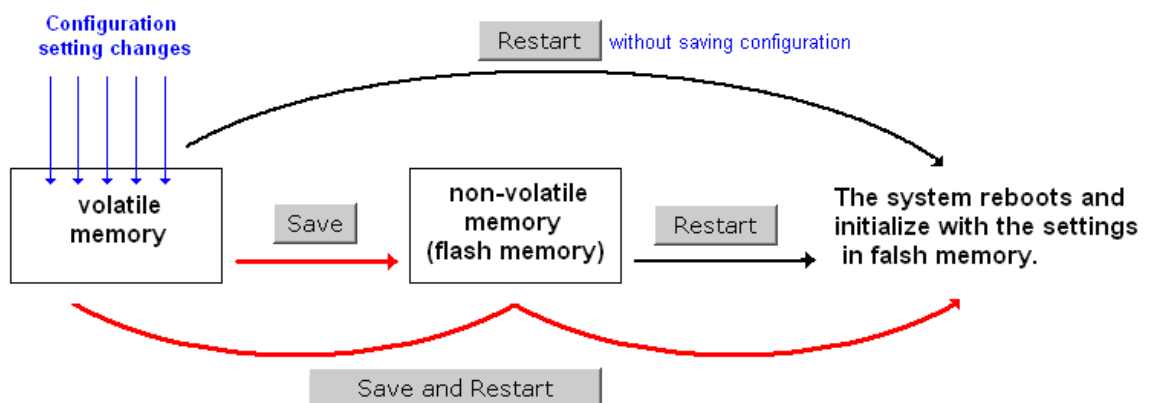 Configuration
setting changes
Restart
without saving configuration
volatile
memory
Save
non-volatile
memory
(flash memory)
Restart
The system reboots and
initialize with the settings
in falsh memory.
Save and Restart